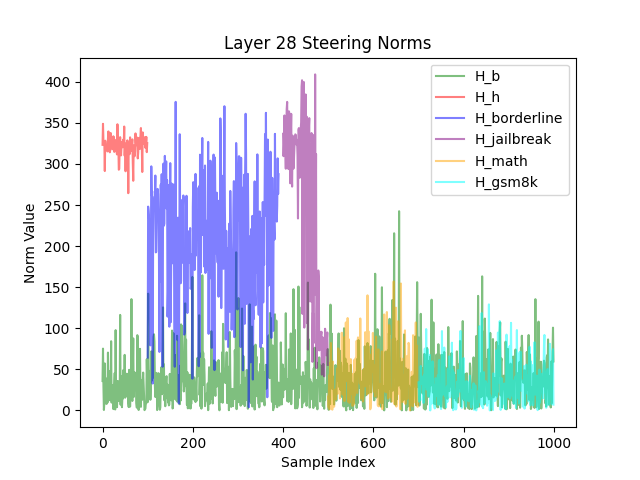 Layer 28 Steering Norms
Norm Value
400
350
300
250
200
150
100
50
0
H_b
H_h
H_borderline
H_jailbreak
H_math
H_gsm8k
0 200 400 600 800 1000
Sample Index